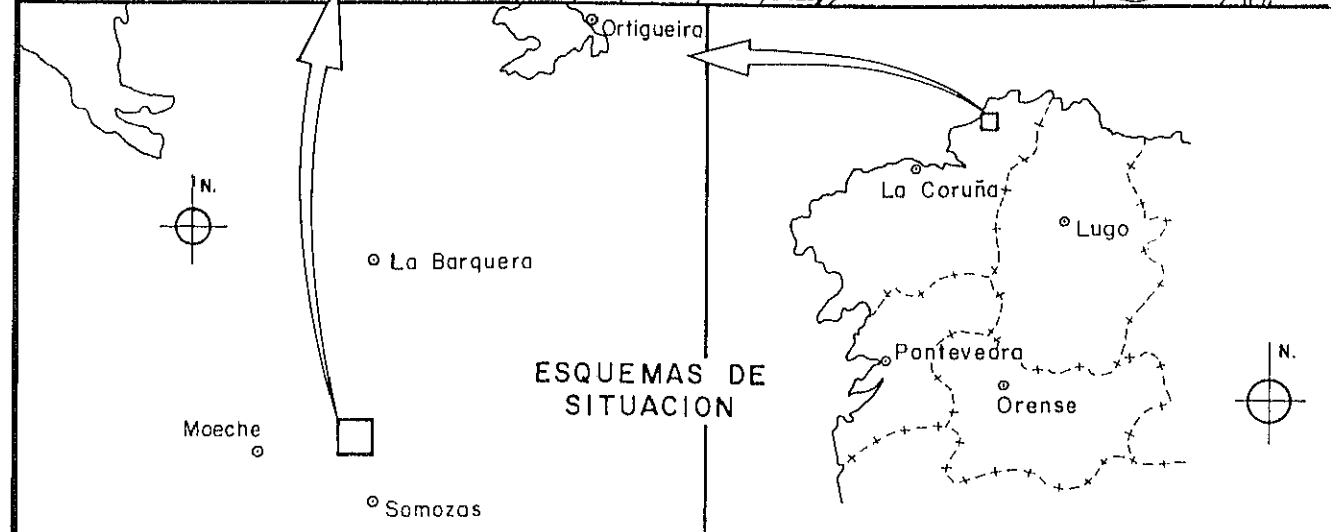 Ortigueira
N.
La Barquera
Moeche
Somozas
ESQUEMAS DE
SITUACION
La Coruña
Lugo
Pontevedra
Orense
N.